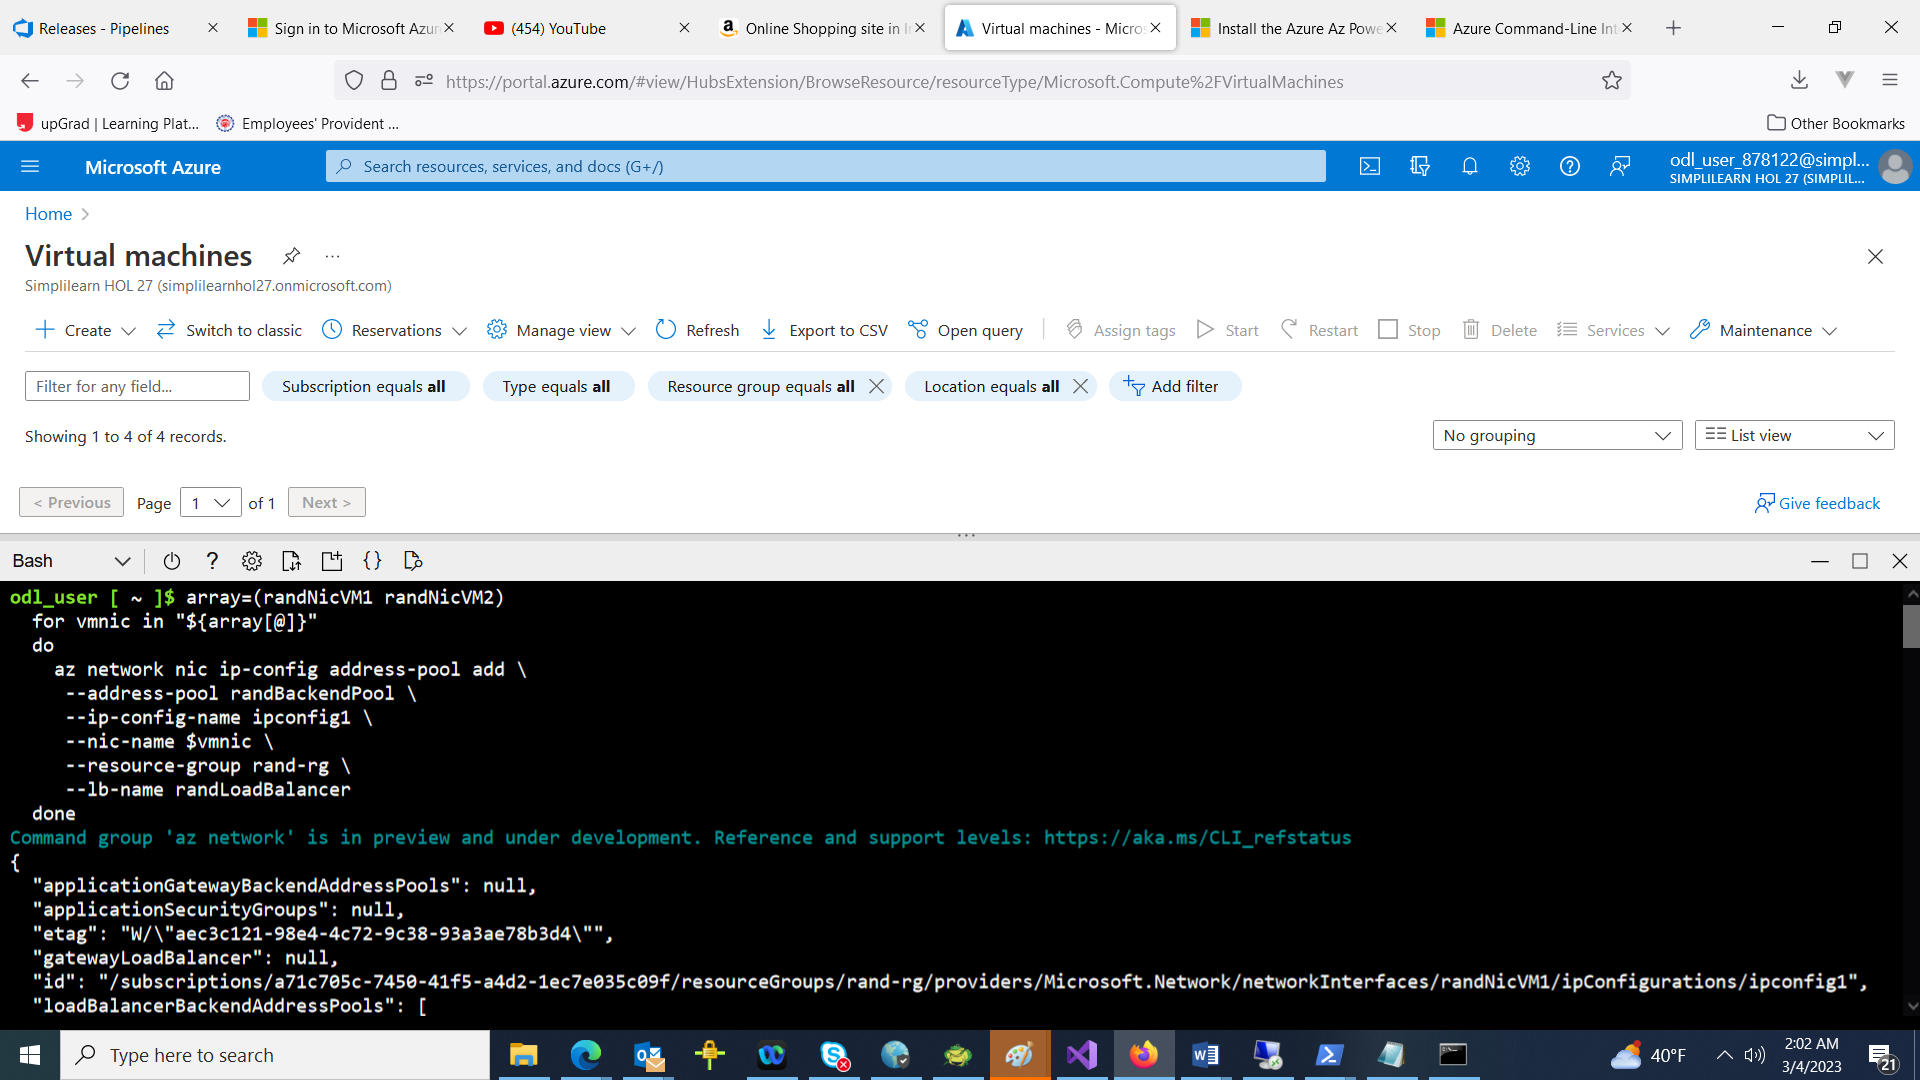 Releases - Pipelines
Sign in to Microsoft Azur
(454) YouTube
Online Shopping site in I
Virtual machines - Micros
Install the Azure Az Powe
Azure Command-Line Int
https://portal.azure.com/#view/HubsExtension/BrowseResource/resourceType/Microsoft.Compute%2FVirtualMachines
upGrad | Learning Plat...
Employees' Provident ...
Other Bookmarks
Microsoft Azure
Search resources, services, and docs (G+/)
odl_user_878122@simpl...
SIMPLILEARN HOL 27 (SIMPLIL...
Home
Virtual machines
...
Simplilearn HOL 27 (simplilearnhol27.onmicrosoft.com)
Create
Switch to classic
Reservations
Manage view
Refresh
Export to CSV
Open query
Assign tags
Start
Restart
Stop
Delete
Services
Maintenance
Filter for any field...
Subscription equals all
Type equals all
Resource group equals all
Location equals all
Add filter
Showing 1 to 4 of 4 records.
No grouping
List view
< Previous
Page
1
of 1
Next >
Give feedback
Bash
?
{ }
odl_user [ ~ ]$ array=(randNicVM1 randNicVM2)
for vmnic in "${array[@]}"
do
az network nic ip-config address-pool add \
--address-pool randBackendPool \
--ip-config-name ipconfig1 \
--nic-name $vmnic \
--resource-group rand-rg \
--lb-name randLoadBalancer
done
Command group 'az network' is in preview and under development. Reference and support levels: https://aka.ms/CLI_refstatus
{
"applicationGatewayBackendAddressPools": null,
"applicationSecurityGroups": null,
"etag": "W/\"aec3c121-98e4-4c72-9c38-93a3ae78b3d4\"",
"gatewayLoadBalancer": null,
"id": "/subscriptions/a71c705c-7450-41f5-a4d2-1ec7e035c09f/resourceGroups/rand-rg/providers/Microsoft.Network/networkInterfaces/randNicVM1/ipConfigurations/ipconfig1",
"loadBalancerBackendAddressPools": [
Type here to search
40°F
2:02 AM
3/4/2023
21